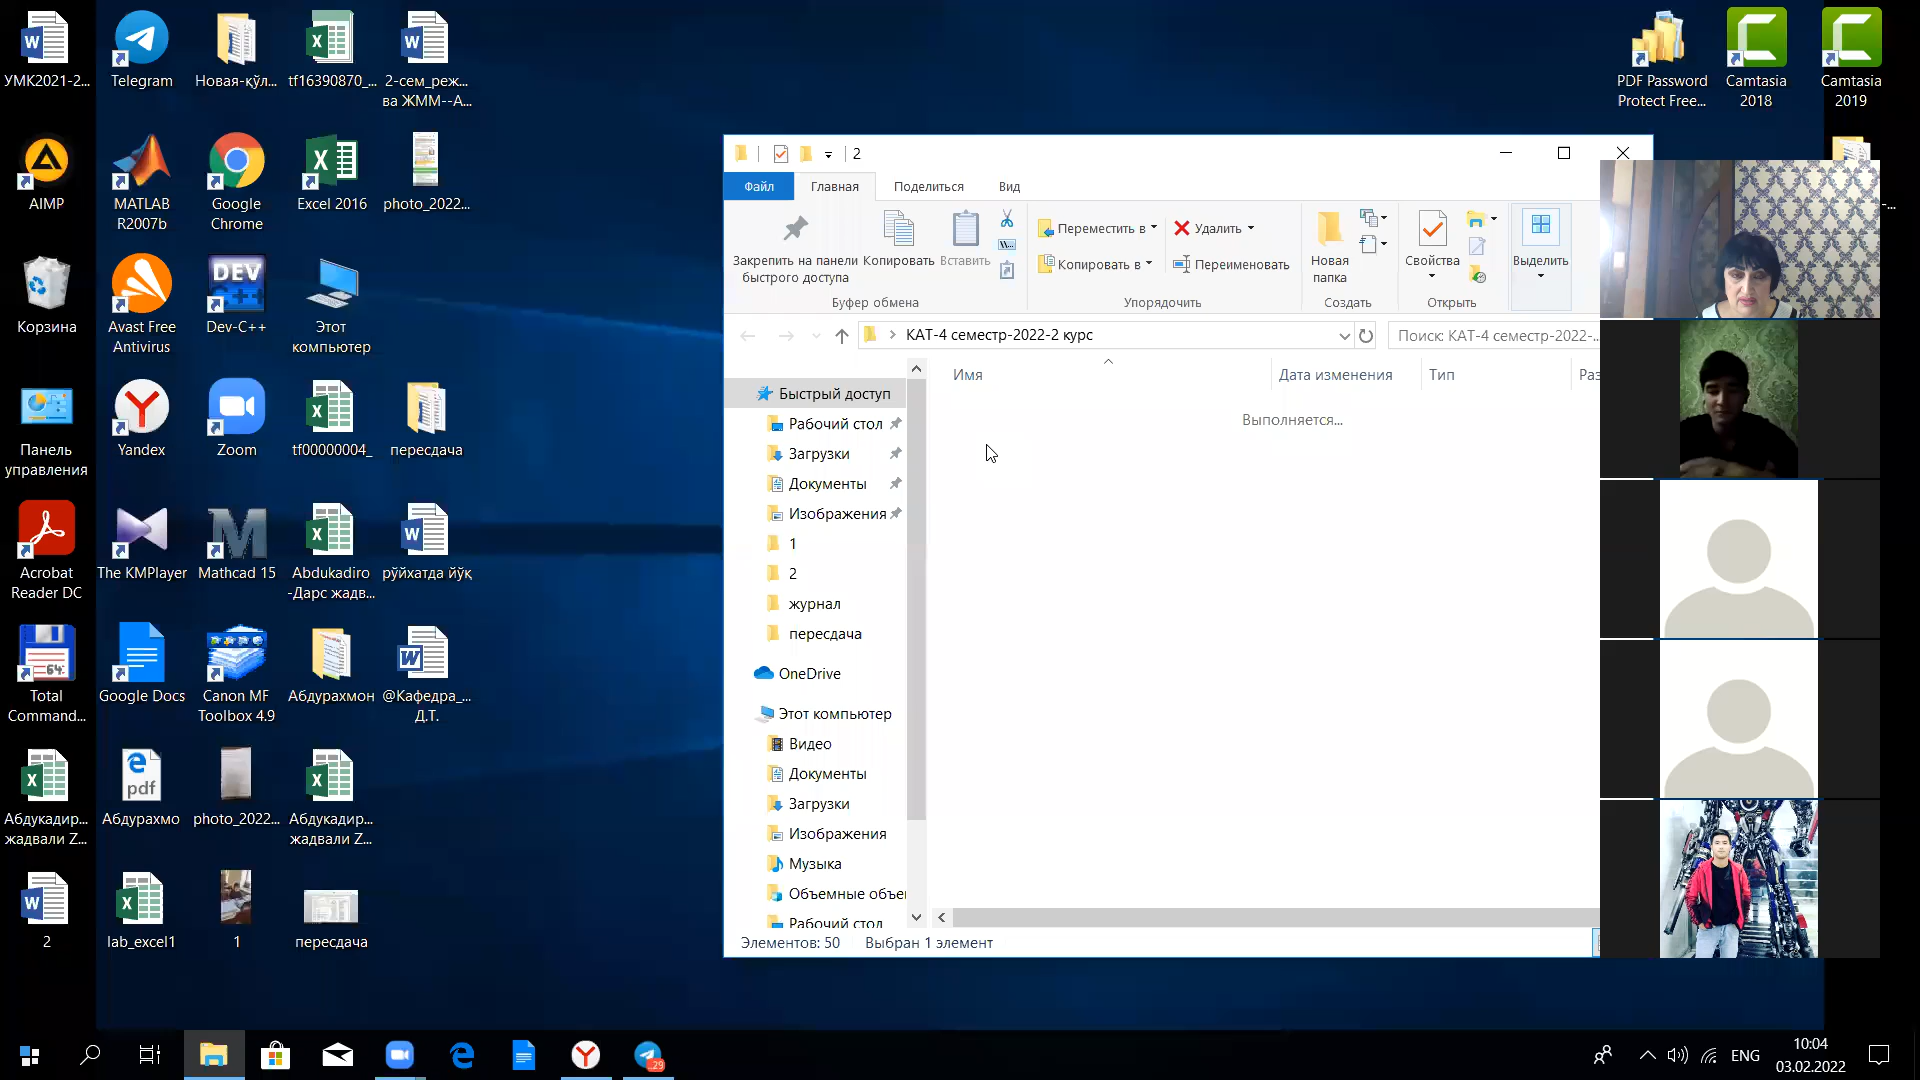 УМК2021-2...
Telegram
Новая-қўл...
tf16390870_...
2-сем_реж...
ва ЖММ--А...
AIMP
MATLAB
R2007b
Google
Chrome
Excel 2016
photo_2022...
Корзина
Avast Free
Antivirus
DEV
C++
Dev-C++
Этот
компьютер
Панель
управления
Yandex
Zoom
tf00000004_
пересдача
Acrobat
Reader DC
The KMPlayer
Mathcad 15
Abdukadiro
-Дарс жадв...
рўйхатда йўқ
64
Total
Command...
Google Docs
Canon MF
Toolbox 4.9
Абдурахмон
@Кафедра_...
Д.Т.
Абдукадир...
жадвали Z...
pdf
Абдурахмо
photo_2022...
Абдукадир...
жадвали Z...
2
lab_excel1
1
пересдача
PDF Password
Protect Free...
Camtasia
2018
Camtasia
2019
-...
2
Файл
Главная
Поделиться
Вид
Закрепить на панели
быстрого доступа
Копировать
Вставить
Переместить в
Копировать в
Удалить
Переименовать
Новая
папка
Свойства
Выделить
Буфер обмена
Упорядочить
Создать
Открыть
КАТ-4 семестр-2022-2 курс
Поиск: КАТ-4 семестр-2022-...
Имя
Дата изменения
Тип
Раз
Выполняется...
Быстрый доступ
Рабочий стол
Загрузки
Документы
Изображения
1
2
журнал
пересдача
OneDrive
Этот компьютер
Видео
Документы
Загрузки
Изображения
Музыка
Объемные объе
Рабочий стол
Элементов: 50
Выбран 1 элемент
29
ENG
10:04
03.02.2022